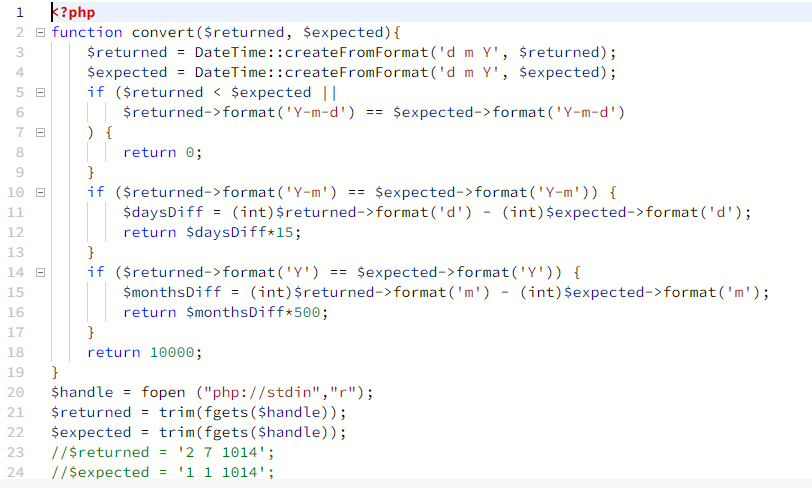 1 <?php
2 function convert($returned, $expected){
3 $returned = DateTime::createFromFormat('d m Y', $returned);
4 $expected = DateTime::createFromFormat('d m Y', $expected);
5 if ($returned < $expected ||
6 $returned->format('Y-m-d') == $expected->format('Y-m-d')
7 ) {
8 return 0;
9 }
10 if ($returned->format('Y-m') == $expected->format('Y-m')) {
11 $daysDiff = (int)$returned->format('d') - (int)$expected->format('d');
12 return $daysDiff*15;
13 }
14 if ($returned->format('Y') == $expected->format('Y')) {
15 $monthsDiff = (int)$returned->format('m') - (int)$expected->format('m');
16 return $monthsDiff*500;
17 }
18 return 10000;
19 }
20 $handle = fopen ("php://stdin","r");
21 $returned = trim(fgets($handle));
22 $expected = trim(fgets($handle));
23 //$returned = '2 7 1014';
24 //$expected = '1 1 1014';